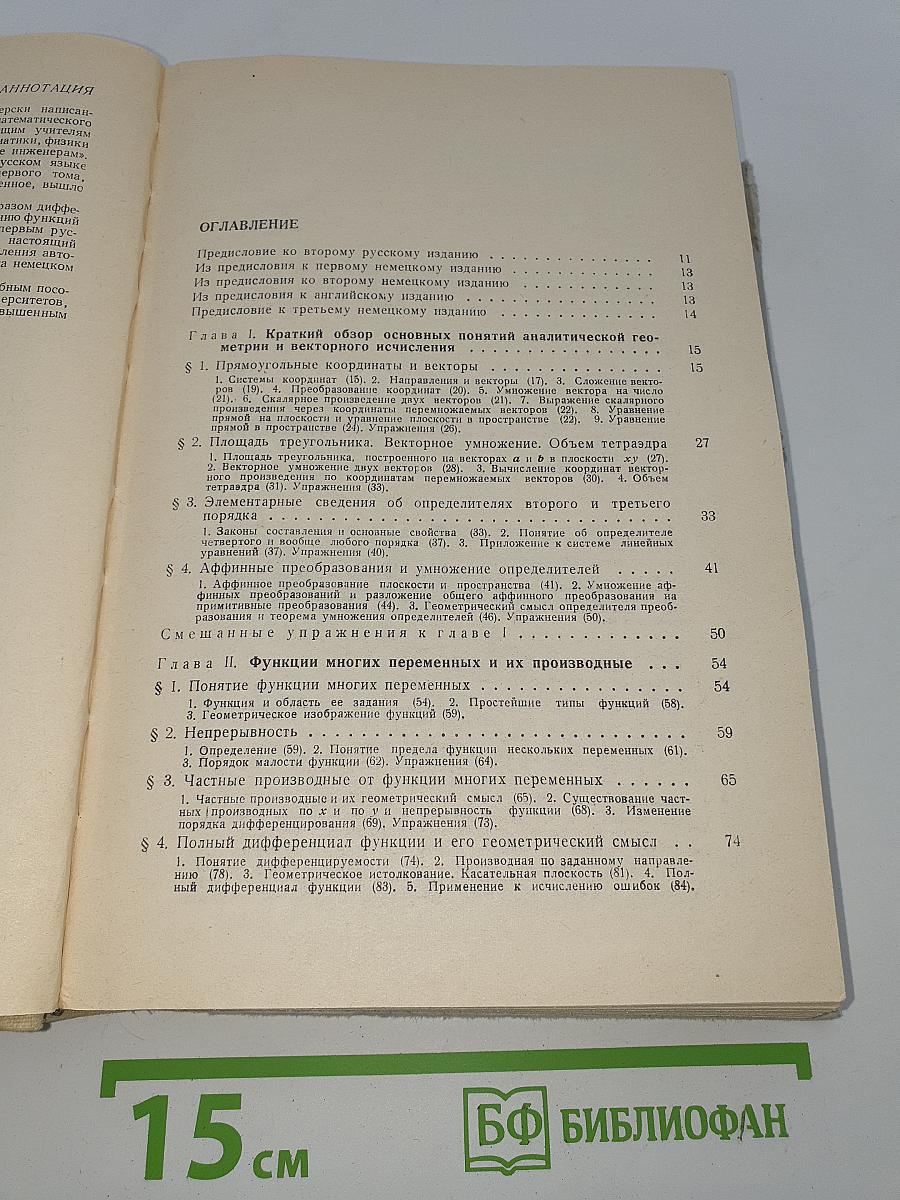 АННОТАЦИЯ
ерски написан-
математического
щим учителям
матики, физики
е инженерам».
усском языке
ервого тома,
енное, вышло
разом диффе-
нию функций
первым рус-
настоящий
ления авто-
а немецком
бным посо-
ерситетов,
вышенным
ОГЛАВЛЕНИЕ
Предисловие ко второму русскому изданию . . . . . . . . . . . . . 11
Из предисловия к первому немецкому изданию . . . . . . . . . . . 13
Из предисловия ко второму немецкому изданию . . . . . . . . . . 13
Из предисловия к английскому изданию . . . . . . . . . . . . . . 13
Предисловие к третьему немецкому изданию . . . . . . . . . . . . 14
Глава I. Краткий обзор основных понятий аналитической гео-
метрии и векторного исчисления . . . . . . . . . . . . . . . . 15
§ 1. Прямоугольные координаты и векторы . . . . . . . . . . . . . 15
1. Системы координат (15). 2. Направления и векторы (17). 3. Сложение векто-
ров (19). 4. Преобразование координат (20). 5. Умножение вектора на число
(21). 6. Скалярное произведение двух векторов (21). 7. Выражение скалярного
произведения через координаты перемножаемых векторов (22). 8. Уравнение
прямой на плоскости и уравнение плоскости в пространстве (22). 9. Уравнение
прямой в пространстве (24). Упражнения (26).
§ 2. Площадь треугольника. Векторное умножение. Объем тетраэдра 27
1. Площадь треугольника, построенного на векторах a и b в плоскости xy (27).
2. Векторное умножение двух векторов (28). 3. Вычисление координат вектор-
ного произведения по координатам перемножаемых векторов (30). 4. Объем
тетраэдра (31). Упражнения (33).
§ 3. Элементарные сведения об определителях второго и третьего
порядка . . . . . . . . . . . . . . . . . . . . . . . . . . . . . . 33
1. Законы составления и основные свойства (33). 2. Понятие об определителе
четвертого и вообще любого порядка (37). 3. Приложение к системе линейных
уравнений (37). Упражнения (40).
§ 4. Аффинные преобразования и умножение определителей . . . . . 41
1. Аффинное преобразование плоскости и пространства (41). 2. Умножение аф-
финных преобразований и разложение общего аффинного преобразования на
примитивные преобразования (44). 3. Геометрический смысл определителя преоб-
разования и теорема умножения определителей (46). Упражнения (50).
Смешанные упражнения к главе I . . . . . . . . . . . . . 50
Глава II. Функции многих переменных и их производные . . . 54
§ 1. Понятие функции многих переменных . . . . . . . . . . . . . . . 54
1. Функция и область ее задания (54). 2. Простейшие типы функций (58).
3. Геометрическое изображение функций (59).
§ 2. Непрерывность . . . . . . . . . . . . . . . . . . . . . . . . . . . 59
1. Определение (59). 2. Понятие предела функции нескольких переменных (61).
3. Порядок малости функции (62). Упражнения (64).
§ 3. Частные производные от функции многих переменных . . . . . . 65
1. Частные производные и их геометрический смысл (65). 2. Существование част-
ных производных по x и по y и непрерывность функции (68). 3. Изменение
порядка дифференцирования (69). Упражнения (73).
§ 4. Полный дифференциал функции и его геометрический смысл . . 74
1. Понятие дифференцируемости (74). 2. Производная по заданному направле-
нию (78). 3. Геометрическое истолкование. Касательная плоскость (81). 4. Пол-
ный дифференциал функции (83). 5. Применение к исчислению ошибок (84).
15 см
БФ БИБЛИОФАН